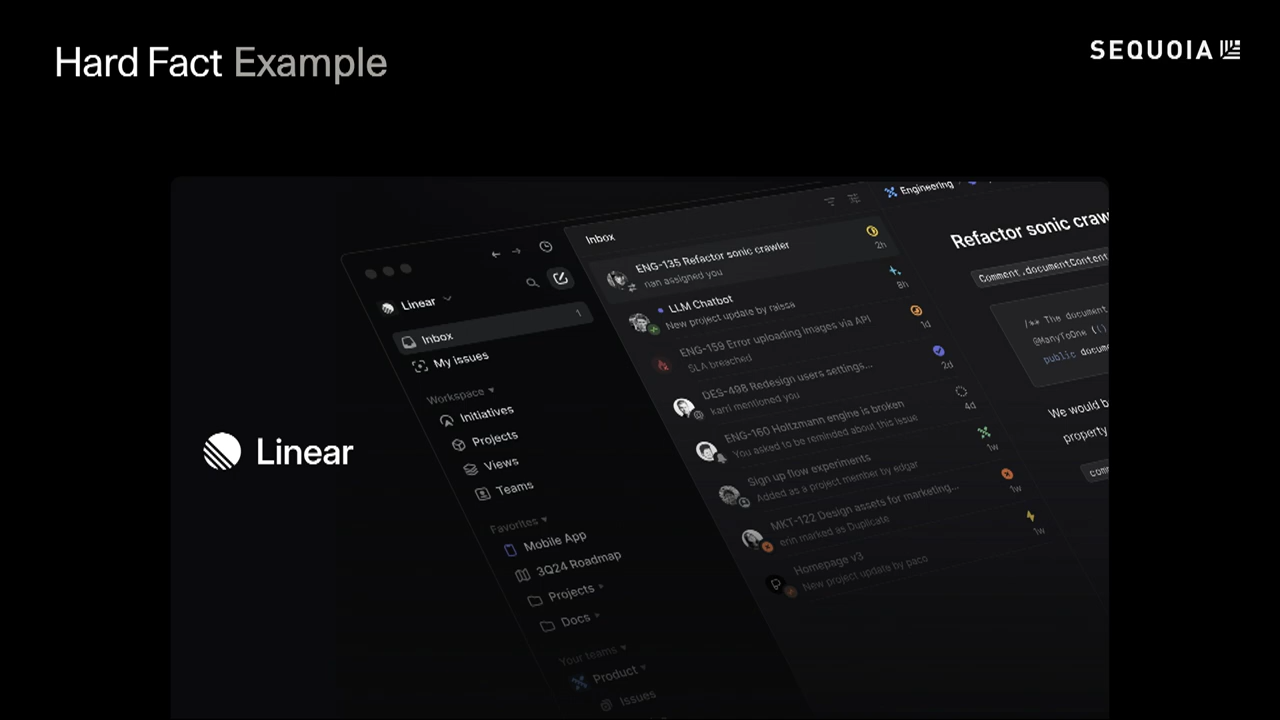 Hard Fact Example
SEQUOIA
Linear
Linear
Inbox
1
My issues
Workspace
Initiatives
Projects
Views
Teams
Favorites
Mobile App
3Q24 Roadmap
Projects
Docs
Your teams
Product
Issues
Inbox
ENG-135 Refactor sonic crawler
nan assigned you
2h
LLM Chatbot
New project update by raissa
8h
ENG-159 Error uploading images via API
SLA breached
1d
DES-498 Redesign users settings...
karri mentioned you
2d
ENG-160 Holtzmann engine is broken
You asked to be reminded about this issue
4d
Sign up flow experiments
Added as a project member by edgar
1w
MKT-122 Design assets for marketing...
erin marked as Duplicate
1w
Homepage v3
New project update by paco
1w
Engineering
Refactor sonic craw
Comment.documentContent
/** The document
@ManyToOne (()
public docume
We would b
property
com